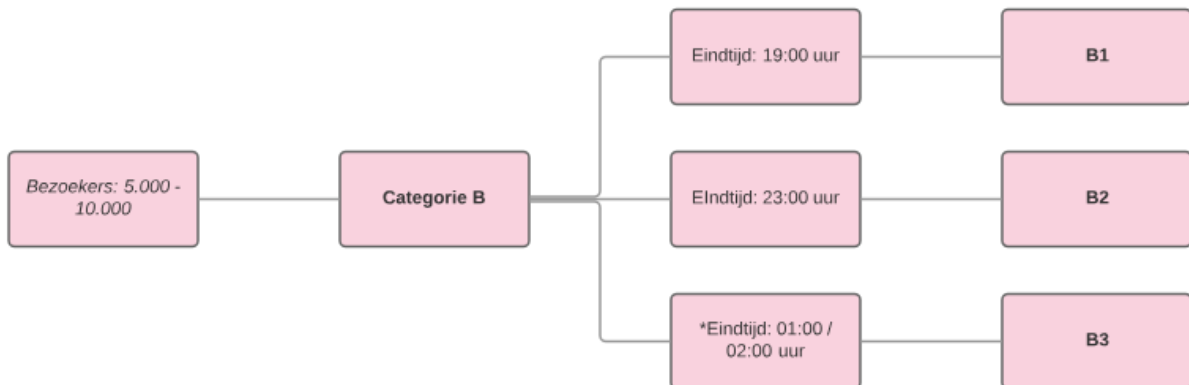 Eindtijd: 19:00 uur
B1
Bezoekers: 5.000 -
10.000
Categorie B
EIndtijd: 23:00 uur
B2
*Eindtijd: 01:00 /
02:00 uur
B3